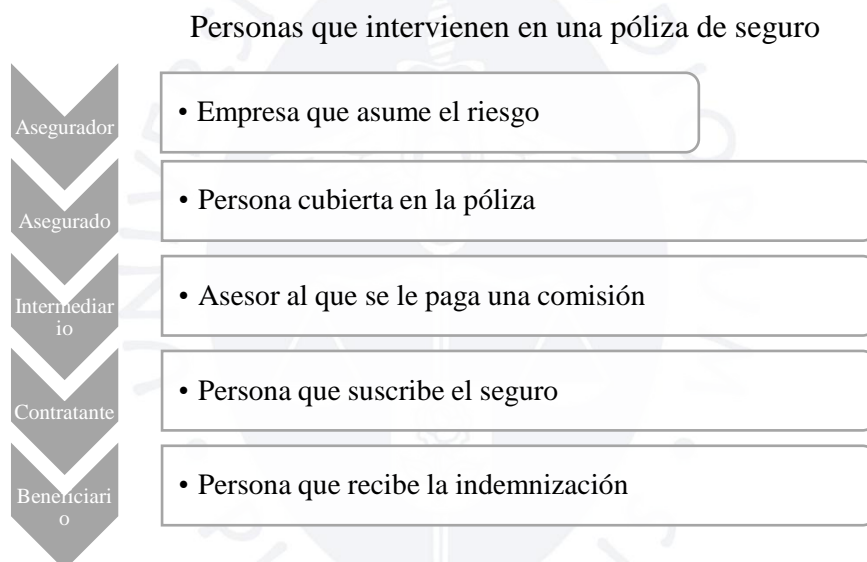 Personas que intervienen en una póliza de seguro
Asegurador
• Empresa que asume el riesgo
Asegurado
• Persona cubierta en la póliza
Intermediar
io
• Asesor al que se le paga una comisión
Contratante
• Persona que suscribe el seguro
Beneficiari
o
• Persona que recibe la indemnización